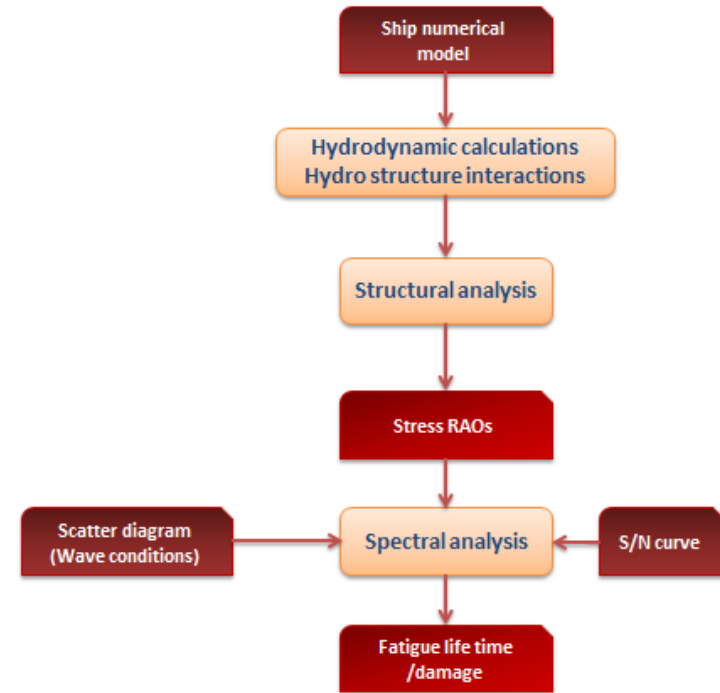 Ship numerical
model
Hydrodynamic calculations
Hydro structure interactions
Structural analysis
Stress RAOs
Scatter diagram
(Wave conditions)
Spectral analysis
S/N curve
Fatigue life time
/damage